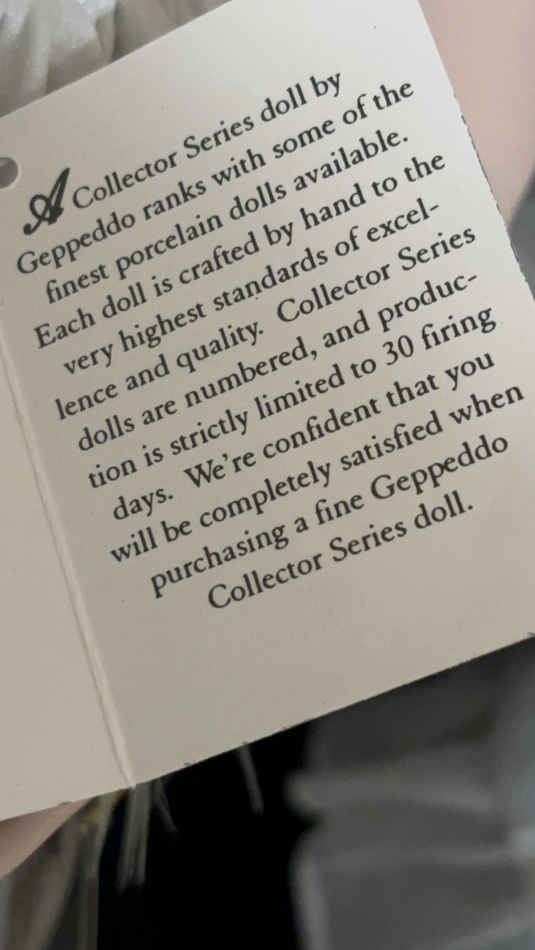 A Collector Series doll by
Geppeddo ranks with some of the
finest porcelain dolls available.
Each doll is crafted by hand to the
very highest standards of excel-
lence and quality. Collector Series
dolls are numbered, and produc-
tion is strictly limited to 30 firing
days. We're confident that you
will be completely satisfied when
purchasing a fine Geppeddo
Collector Series doll.